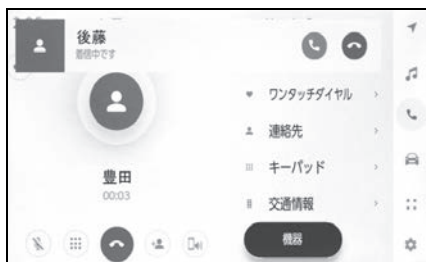 後藤
着信中です
豊田
00:03
ワンタッチダイヤル
連絡先
キーパッド
交通情報
機器